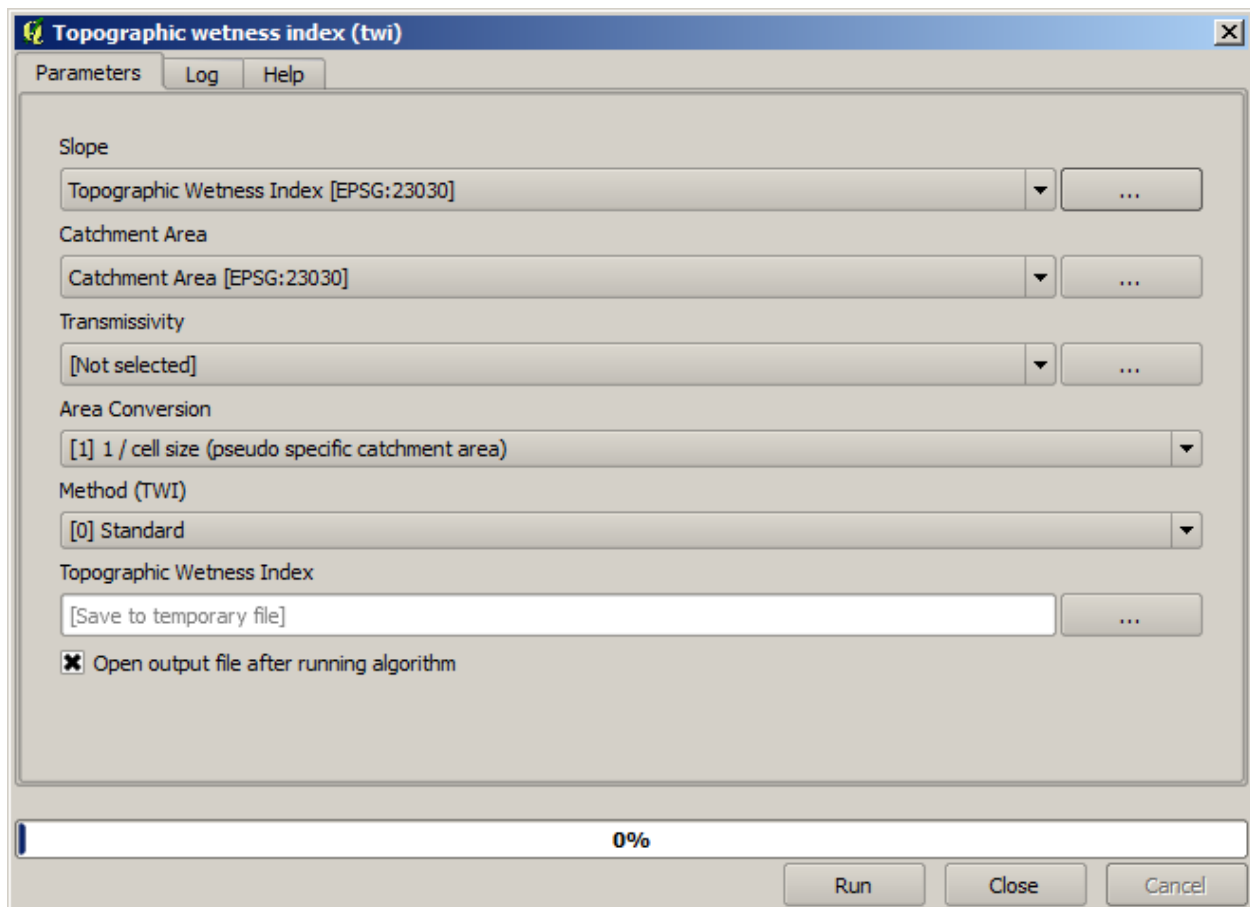 Topographic wetness index (twi)
Parameters Log Help
Slope
Topographic Wetness Index [EPSG:23030] ...
Catchment Area
Catchment Area [EPSG:23030] ...
Transmissivity
[Not selected] ...
Area Conversion
[1] 1 / cell size (pseudo specific catchment area)
Method (TWI)
[0] Standard
Topographic Wetness Index
[Save to temporary file] ...
Open output file after running algorithm
0%
Run Close Cancel